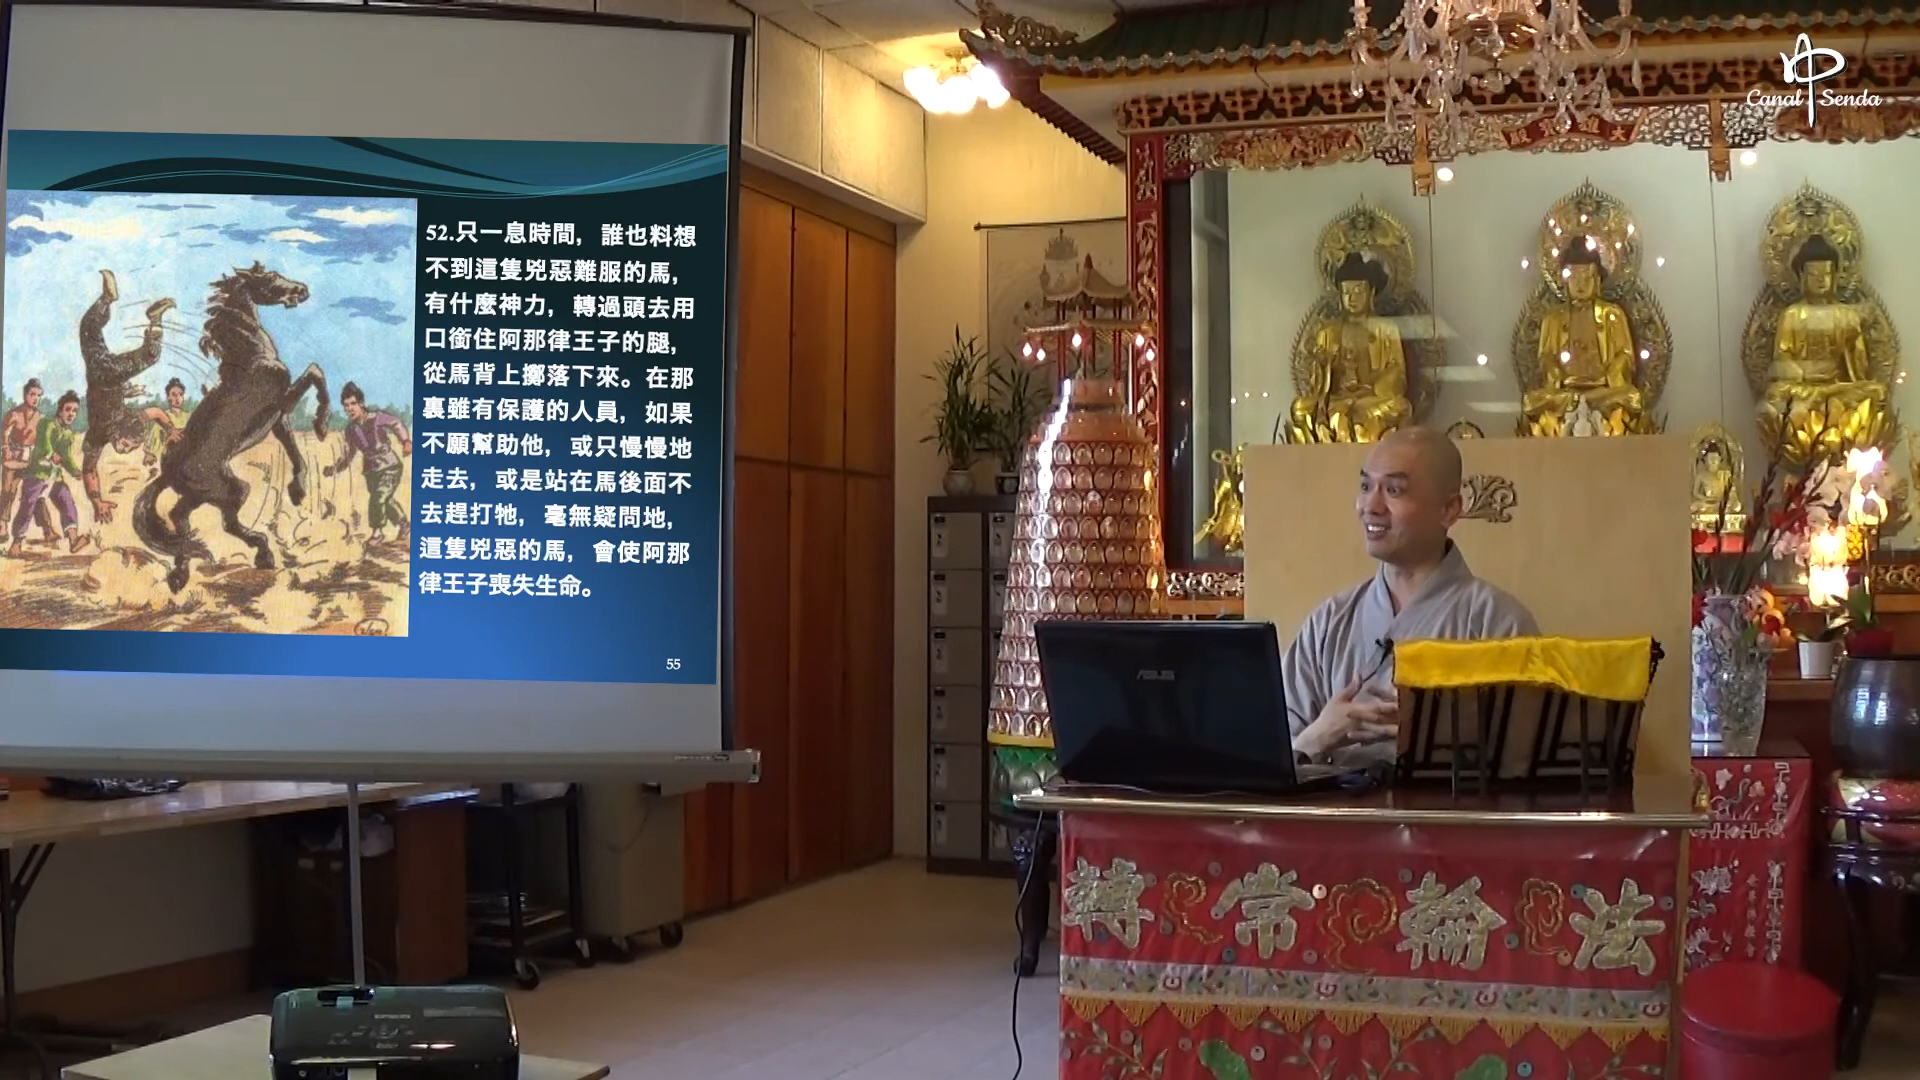 Canal Senda
52.只一息時間，誰也料想
不到這隻兇惡難服的馬，
有什麼神力，轉過頭去用
口銜住阿那律王子的腿，
從馬背上擲落下來。在那
裏雖有保護的人員，如果
不願幫助他，或只慢慢地
走去，或是站在馬後面不
去趕打牠，毫無疑問地，
這隻兇惡的馬，會使阿那
律王子喪失生命。
55
ASUS
轉常輪法
EPSON